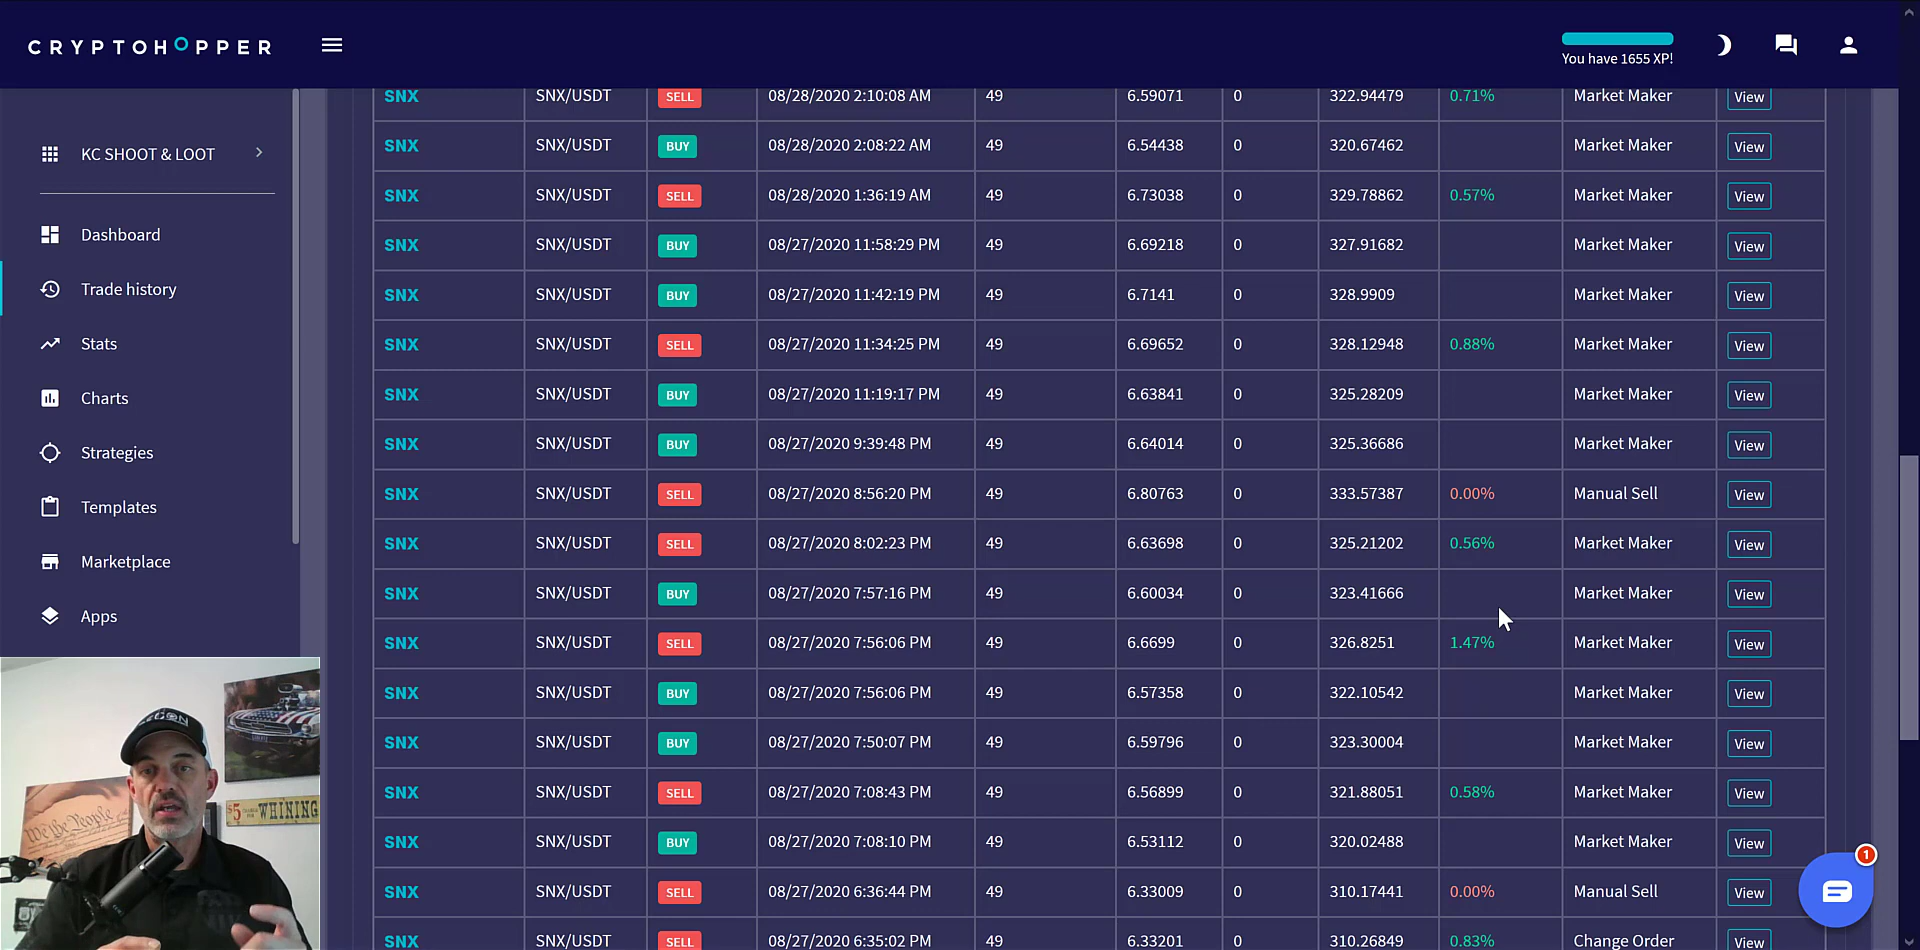 CRYPTOHOPPER
You have 1655 XP!
KC SHOOT & LOOT
Dashboard
Trade history
Stats
Charts
Strategies
Templates
Marketplace
Apps
SNX SNX/USDT SELL 08/28/2020 2:10:08 AM 49 6.59071 0 322.94479 0.71% Market Maker View
SNX SNX/USDT BUY 08/28/2020 2:08:22 AM 49 6.54438 0 320.67462 Market Maker View
SNX SNX/USDT SELL 08/28/2020 1:36:19 AM 49 6.73038 0 329.78862 0.57% Market Maker View
SNX SNX/USDT BUY 08/27/2020 11:58:29 PM 49 6.69218 0 327.91682 Market Maker View
SNX SNX/USDT BUY 08/27/2020 11:42:19 PM 49 6.7141 0 328.9909 Market Maker View
SNX SNX/USDT SELL 08/27/2020 11:34:25 PM 49 6.69652 0 328.12948 0.88% Market Maker View
SNX SNX/USDT BUY 08/27/2020 11:19:17 PM 49 6.63841 0 325.28209 Market Maker View
SNX SNX/USDT BUY 08/27/2020 9:39:48 PM 49 6.64014 0 325.36686 Market Maker View
SNX SNX/USDT SELL 08/27/2020 8:56:20 PM 49 6.80763 0 333.57387 0.00% Manual Sell View
SNX SNX/USDT SELL 08/27/2020 8:02:23 PM 49 6.63698 0 325.21202 0.56% Market Maker View
SNX SNX/USDT BUY 08/27/2020 7:57:16 PM 49 6.60034 0 323.41666 Market Maker View
SNX SNX/USDT SELL 08/27/2020 7:56:06 PM 49 6.6699 0 326.8251 1.47% Market Maker View
SNX SNX/USDT BUY 08/27/2020 7:56:06 PM 49 6.57358 0 322.10542 Market Maker View
SNX SNX/USDT BUY 08/27/2020 7:50:07 PM 49 6.59796 0 323.30004 Market Maker View
SNX SNX/USDT SELL 08/27/2020 7:08:43 PM 49 6.56899 0 321.88051 0.58% Market Maker View
SNX SNX/USDT BUY 08/27/2020 7:08:10 PM 49 6.53112 0 320.02488 Market Maker View
SNX SNX/USDT SELL 08/27/2020 6:36:44 PM 49 6.33009 0 310.17441 0.00% Manual Sell View
SNX SNX/USDT SELL 08/27/2020 6:35:02 PM 49 6.33201 0 310.26849 0.83% Change Order View
1
We the People
$5
WHINING